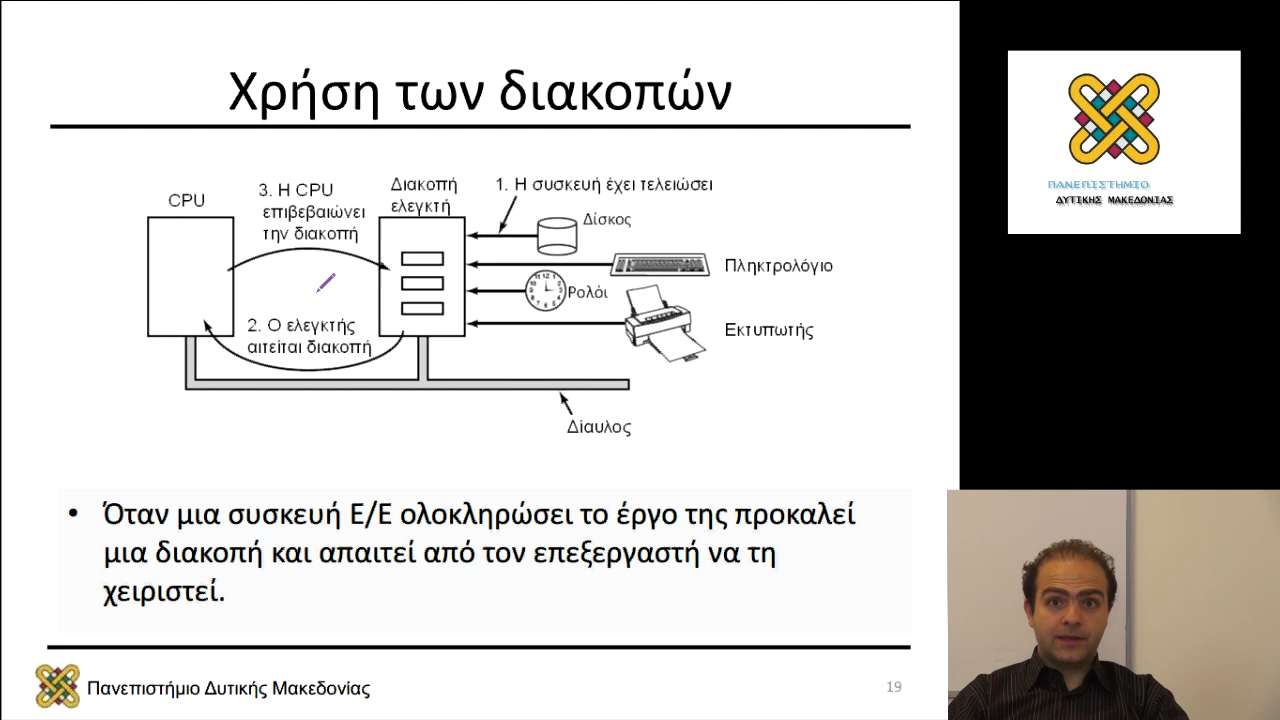 Χρήση των διακοπών
CPU
3. Η CPU
επιβεβαιώνει
την διακοπή
Διακοπή
ελεγκτή
1. Η συσκευή έχει τελειώσει
Δίσκος
Πληκτρολόγιο
Ρολόι
Εκτυπωτής
2. Ο ελεγκτής
αιτείται διακοπή
Δίαυλος
• Όταν μια συσκευή Ε/Ε ολοκληρώσει το έργο της προκαλεί
μια διακοπή και απαιτεί από τον επεξεργαστή να τη
χειριστεί.
Πανεπιστήμιο Δυτικής Μακεδονίας
19
ΠΑΝΕΠΙΣΤΗΜΙΟ
ΔΥΤΙΚΗΣ ΜΑΚΕΔΟΝΙΑΣ